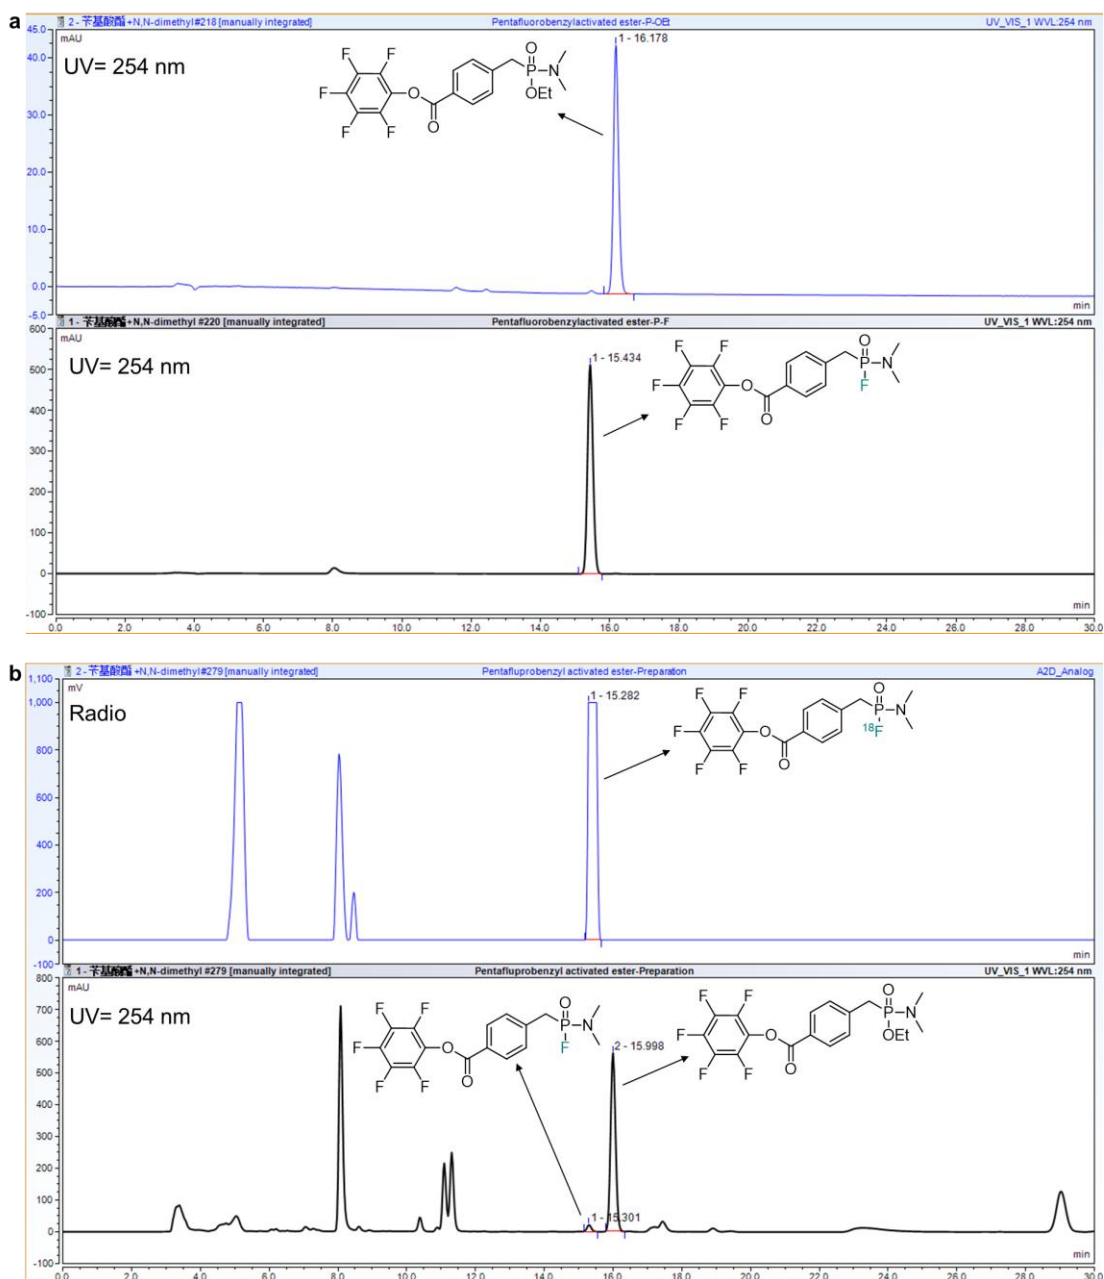 a
2 - 苄基酸酯 +N,N-dimethyl#218 [manually integrated]
Pentafluorobenzylactivated ester-P-OEt
UV_VIS_1 WVL:254 nm
mAU
UV= 254 nm
1 - 16.178
F
F
F
F
F
O
O
O
P
N
OEt
45.0
40.0
30.0
20.0
10.0
0.0
-5.0
min
1 - 苄基酸酯+N,N-dimethyl #220 [manually integrated]
Pentafluorobenzylactivated ester-P-F
UV_VIS_1 WVL:254 nm
mAU
UV= 254 nm
1 - 15.434
F
F
F
F
F
O
O
O
P
N
F
600
500
400
300
200
100
0
-100
min
0.0 2.0 4.0 6.0 8.0 10.0 12.0 14.0 16.0 18.0 20.0 22.0 24.0 26.0 28.0 30.0
b
2 - 苄基酸酯 +N,N-dimethyl#279 [manually integrated]
Pentafluprobenzyl activated ester-Preparation
A2D_Analog
mV
Radio
1 - 15.282
F
F
F
F
F
O
O
O
P
N
18F
1,100
1,000
800
600
400
200
0
-100
min
1 - 苄基酸酯+N,N-dimethyl #279 [manually integrated]
Pentafluprobenzyl activated ester-Preparation
UV_VIS_1 WVL:254 nm
mAU
UV= 254 nm
F
F
F
F
F
O
O
O
P
N
F
2 - 15.998
F
F
F
F
F
O
O
O
P
N
OEt
1 - 15.301
800
700
600
500
400
300
200
100
0
-100
min
0.0 2.0 4.0 6.0 8.0 10.0 12.0 14.0 16.0 18.0 20.0 22.0 24.0 26.0 28.0 30.0